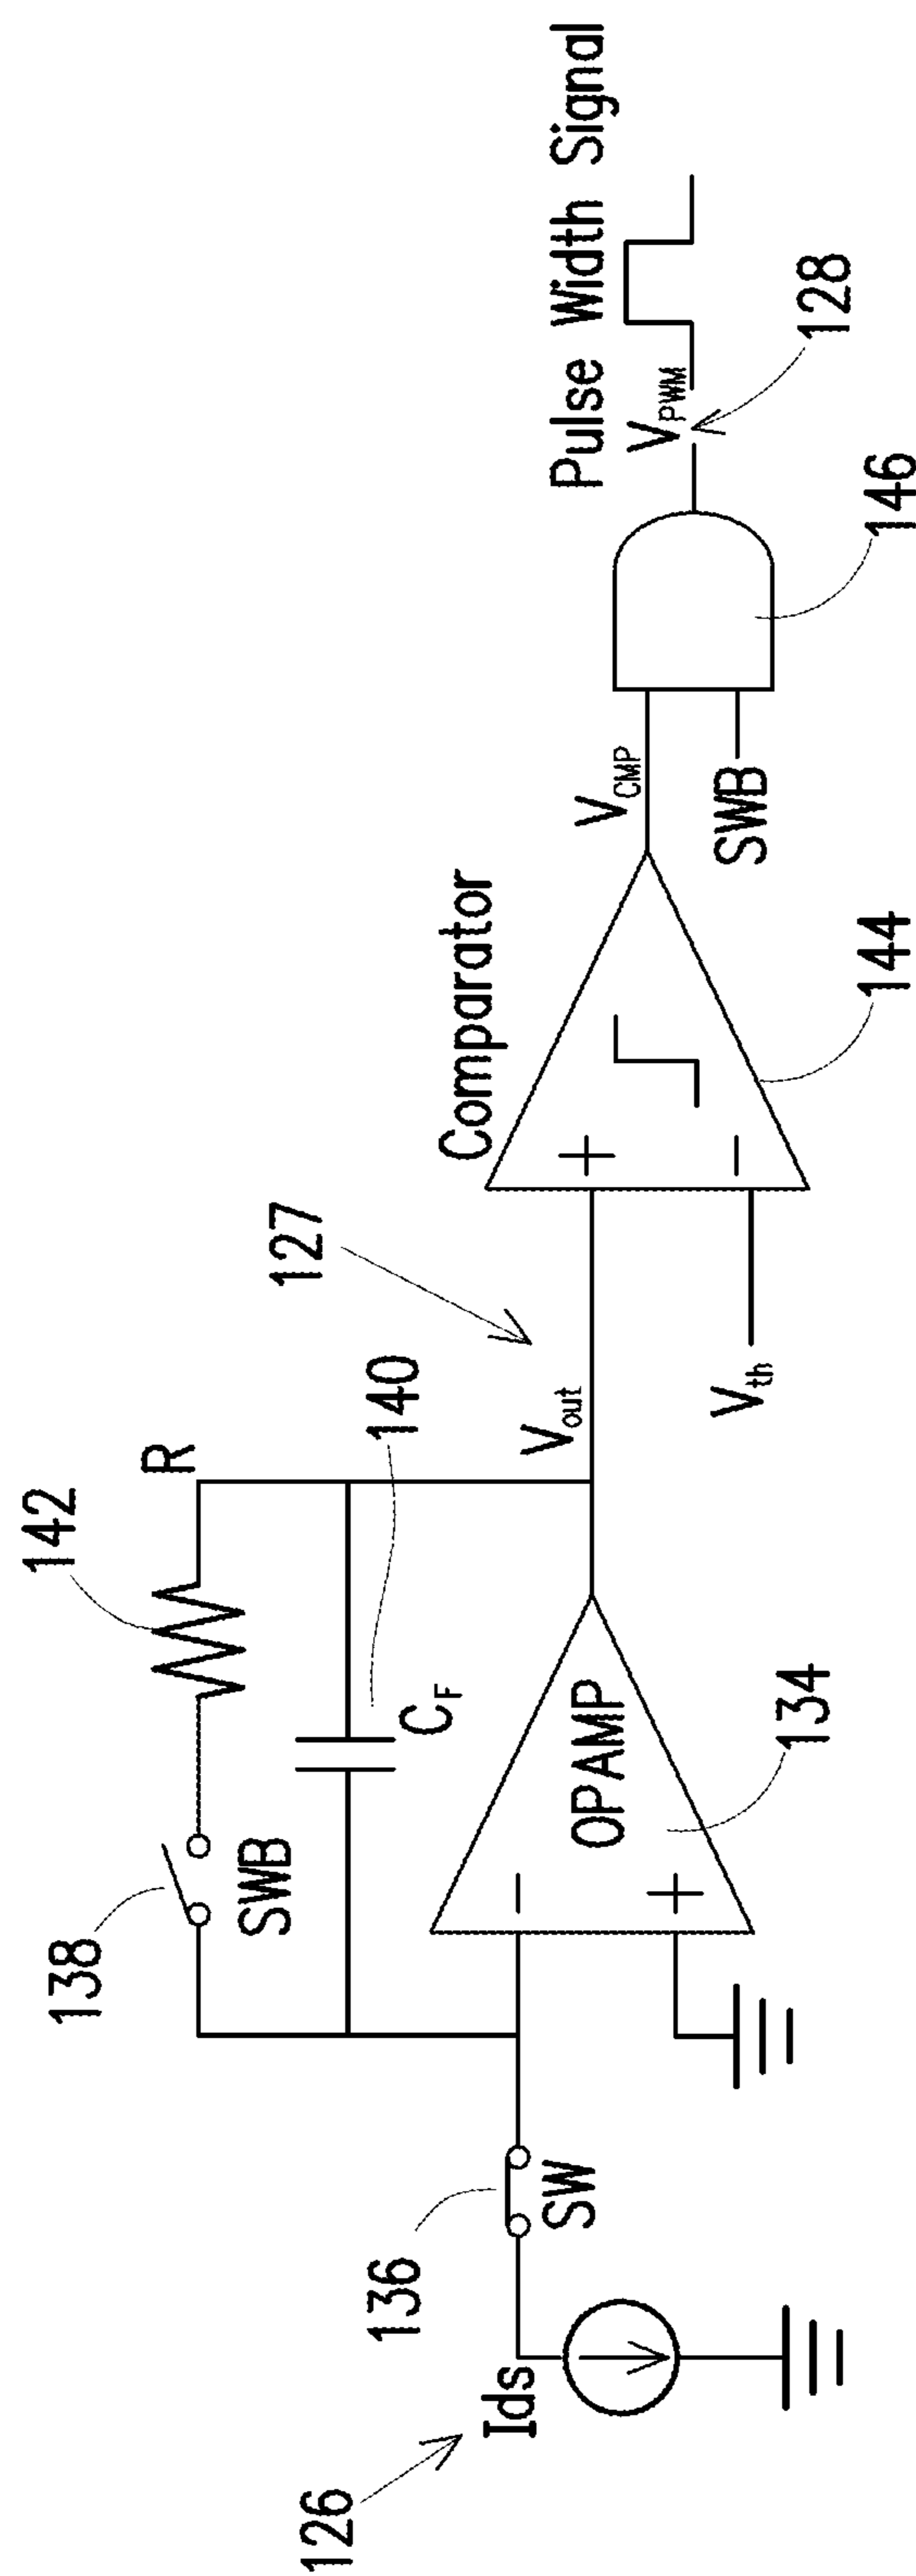 126
Ids
136
SW
138
SWB
142
R
140
C_F
OPAMP
−
+
134
127
V_out
V_th
Comparator
+
−
144
V_CMP
SWB
146
Pulse Width Signal
V_PWM
128